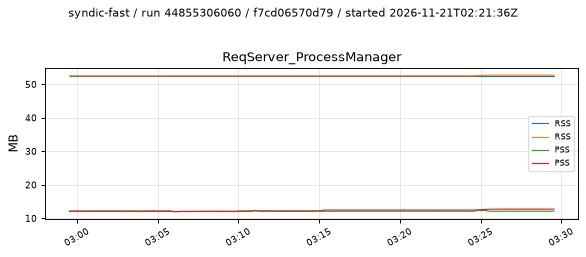 syndic-fast / run 44855306060 / f7cd06570d79 / started 2026-11-21T02:21:36Z
ReqServer_ProcessManager
MB
50
40
30
20
10
RSS
RSS
PSS
PSS
03:00
03:05
03:10
03:15
03:20
03:25
03:30